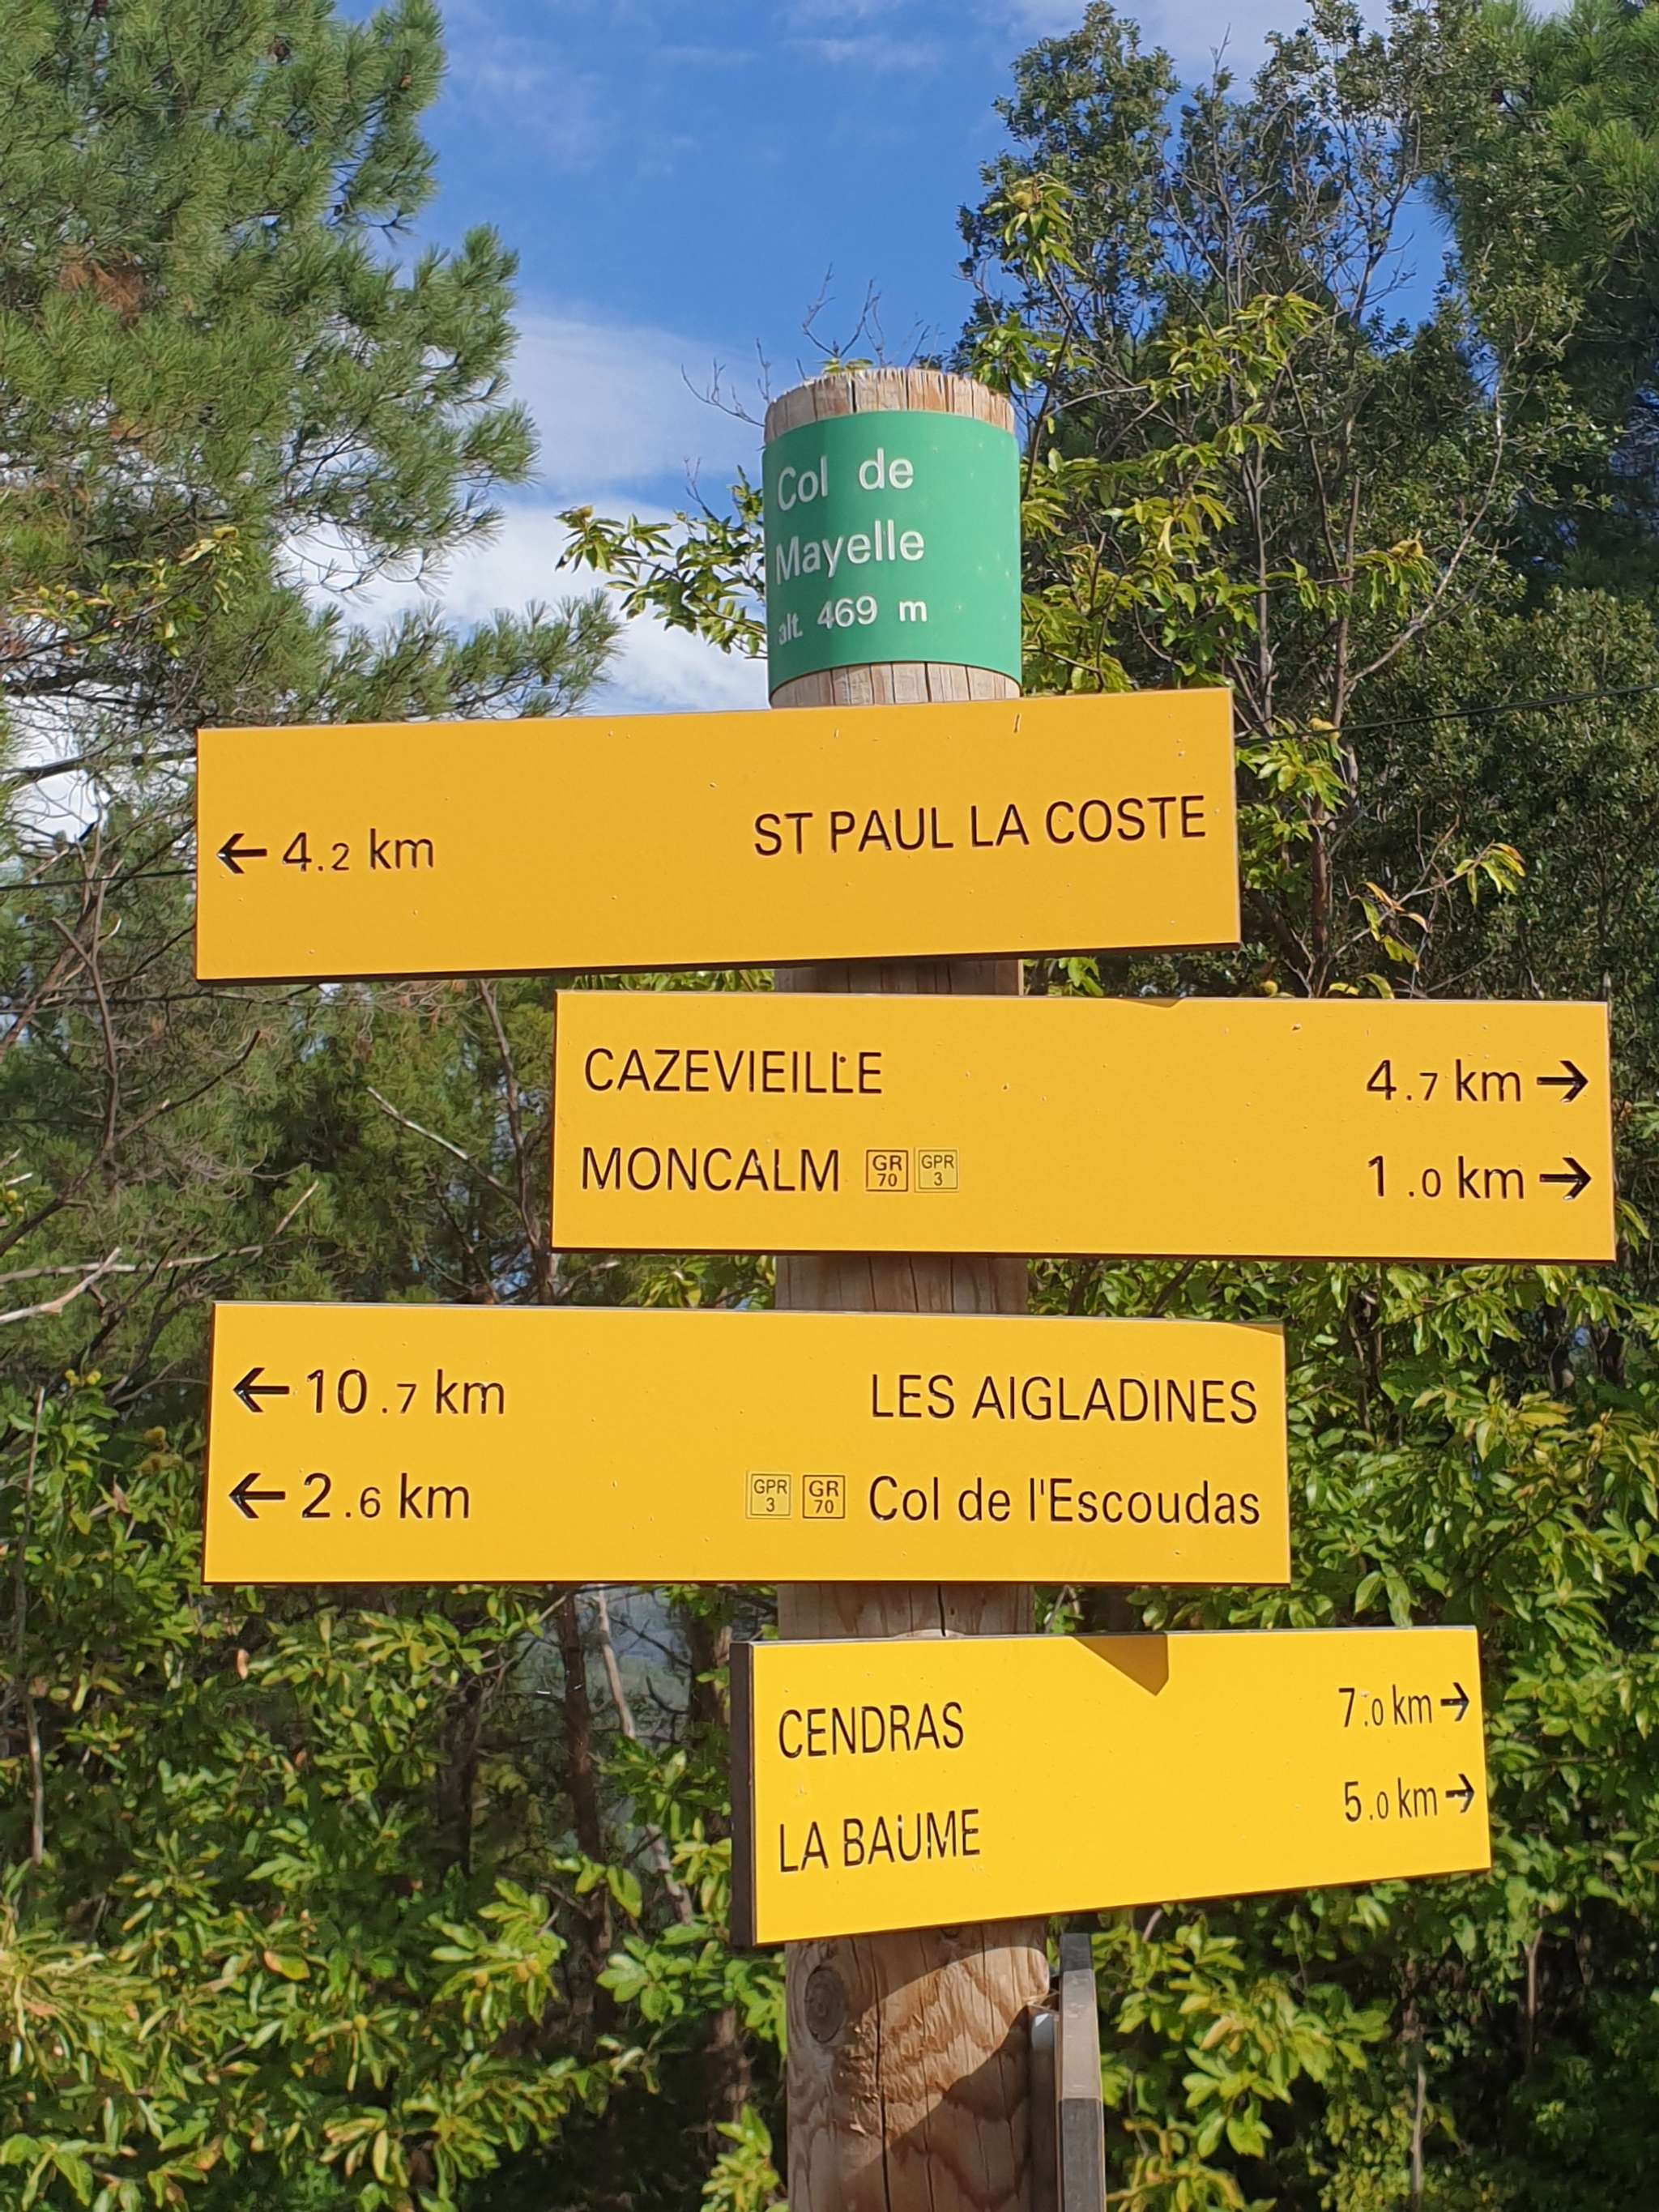 Col de
Mayelle
alt. 469 m
← 4.2 km ST PAUL LA COSTE
CAZEVIEILLE 4.7 km →
MONCALM GR 70 GPR 3 1.0 km →
← 10.7 km LES AIGLADINES
← 2.6 km GPR 3 GR 70 Col de l'Escoudas
CENDRAS 7.0 km →
LA BAUME 5.0 km →